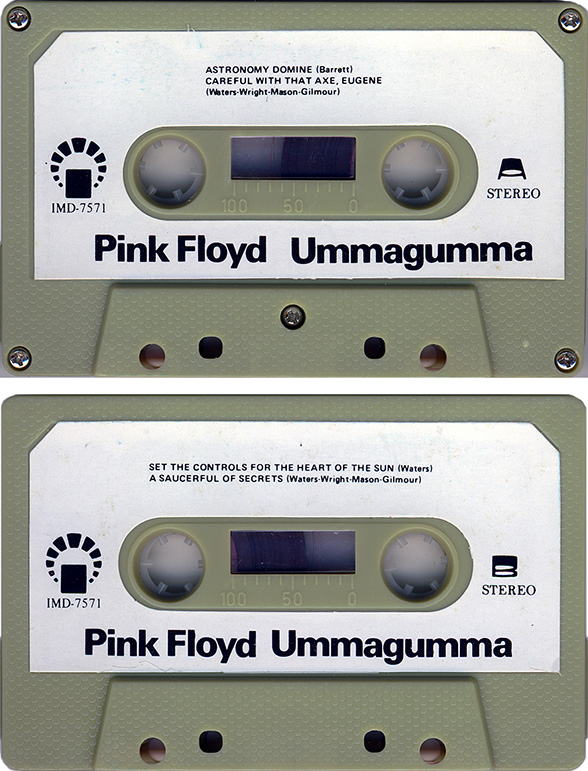 ASTRONOMY DOMINE (Barrett)
CAREFUL WITH THAT AXE, EUGENE
(Waters-Wright-Mason-Gilmour)
A
IMD-7571
STEREO
100 50 0
Pink Floyd Ummagumma
SET THE CONTROLS FOR THE HEART OF THE SUN (Waters)
A SAUCERFUL OF SECRETS (Waters-Wright-Mason-Gilmour)
B
IMD-7571
STEREO
100 50 0
Pink Floyd Ummagumma